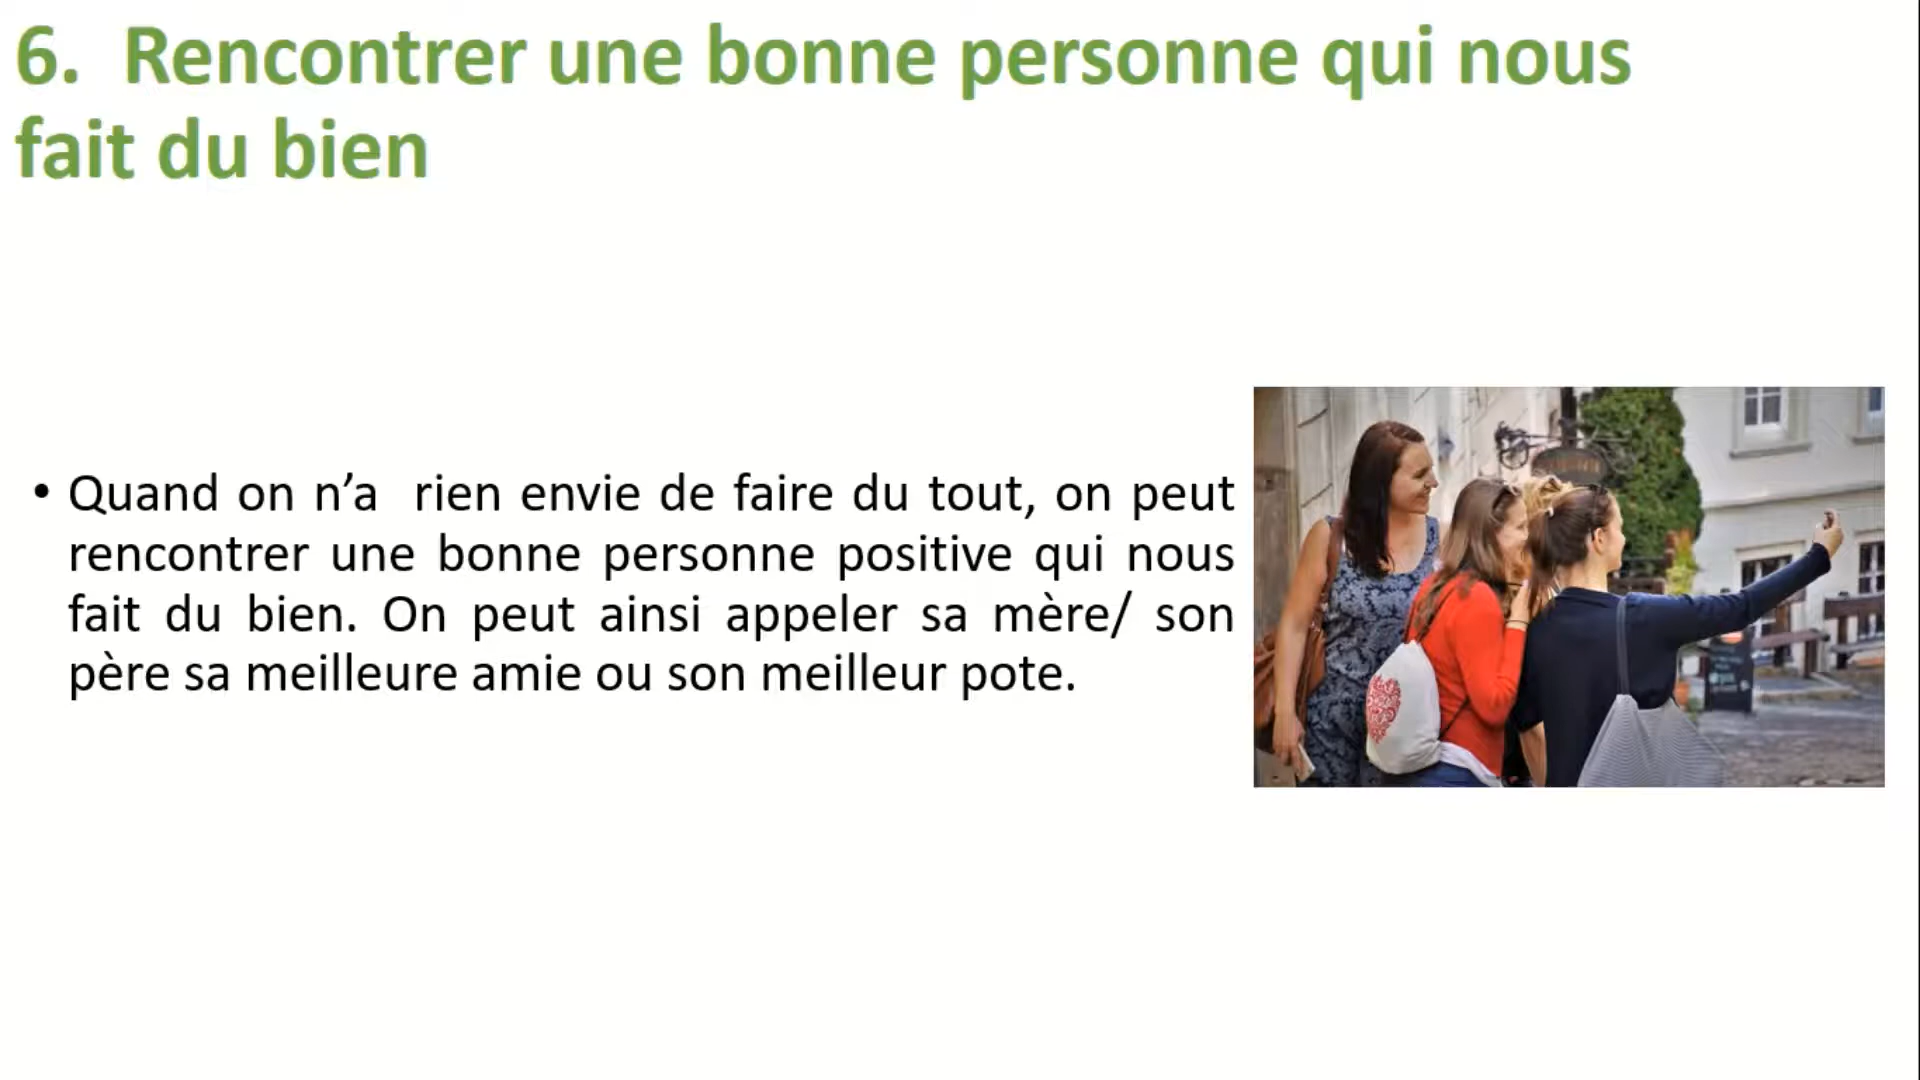 6. Rencontrer une bonne personne qui nous
fait du bien
• Quand on n’a rien envie de faire du tout, on peut
rencontrer une bonne personne positive qui nous
fait du bien. On peut ainsi appeler sa mère/ son
père sa meilleure amie ou son meilleur pote.